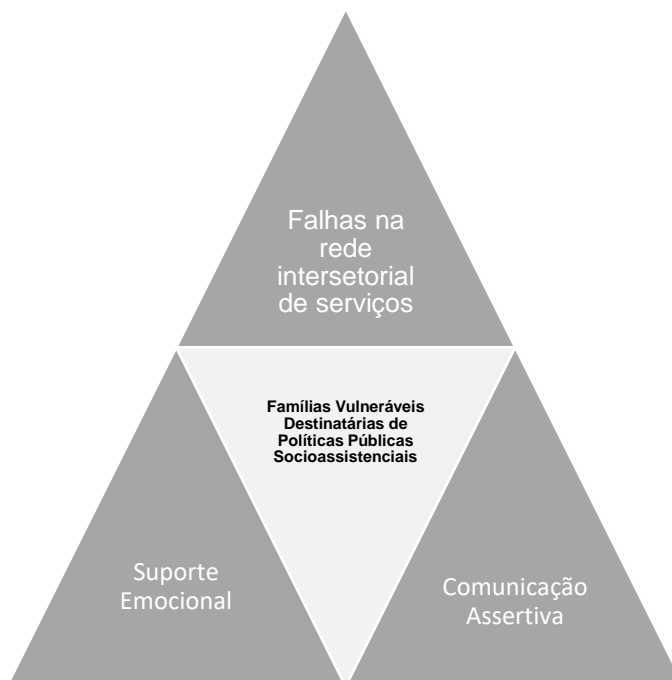 Falhas na
rede
intersetorial
de serviços
Famílias Vulneráveis
Destinatárias de
Políticas Públicas
Socioassistenciais
Suporte
Emocional
Comunicação
Assertiva